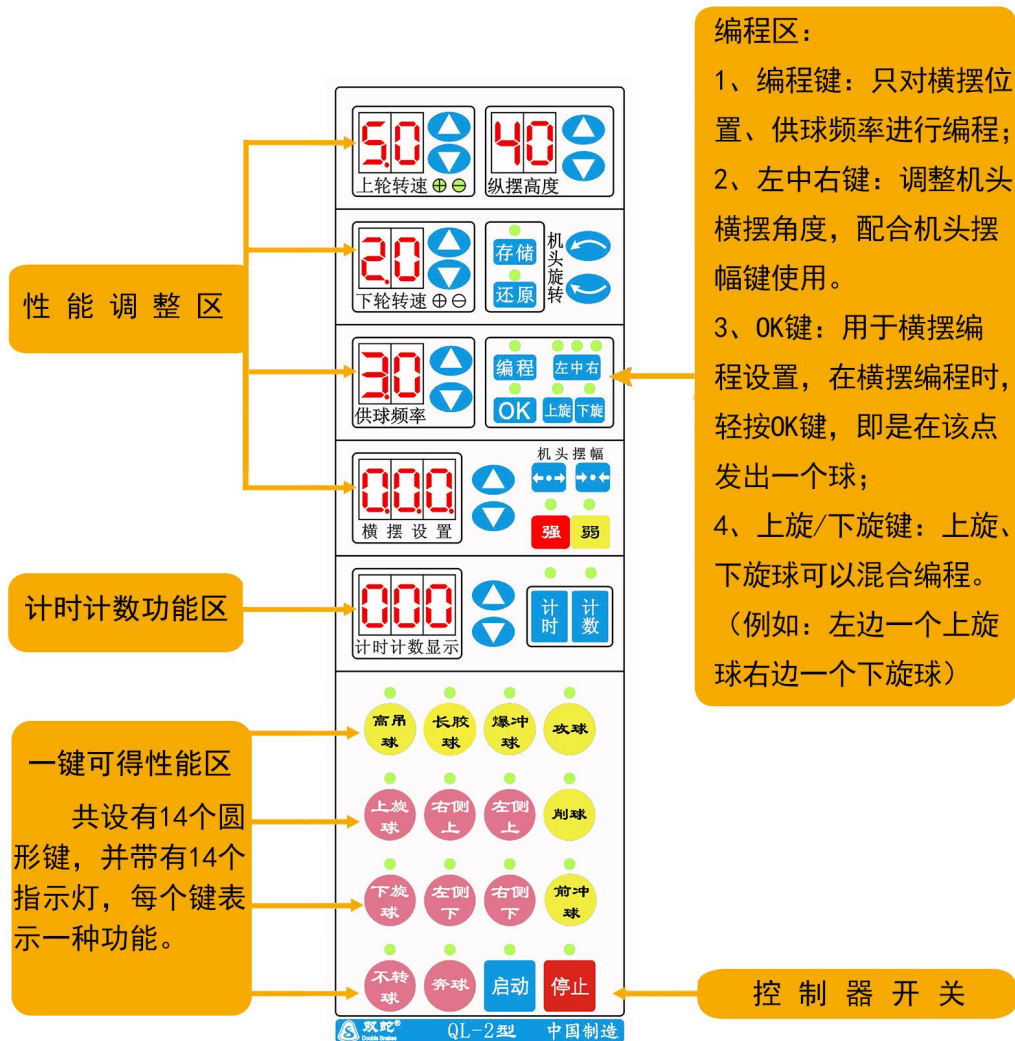 编程区：
1、编程键：只对横摆位
置、供球频率进行编程；
2、左中右键：调整机头
横摆角度，配合机头摆
幅键使用。
3、OK键：用于横摆编
程设置，在横摆编程时，
轻按OK键，即是在该点
发出一个球；
4、上旋/下旋键：上旋、
下旋球可以混合编程。
（例如：左边一个上旋
球右边一个下旋球）
性能调整区
计时计数功能区
一键可得性能区
共设有14个圆
形键，并带有14个
指示灯，每个键表
示一种功能。
控制器开关
5.0
上轮转速⊕⊖
40
纵摆高度
2.0
下轮转速⊕⊖
存储
还原
机头旋转
3.0
供球频率
编程
左中右
OK
上旋
下旋
0.0.0.
横摆设置
机头摆幅
强
弱
000
计时计数显示
计时
计数
高吊
球
长胶
球
爆冲
球
攻球
上旋
球
右侧
上
左侧
上
削球
下旋
球
左侧
下
右侧
下
前冲
球
不转
球
奔球
启动
停止
双蛇®
Double Snakes
QL-2型
中国制造